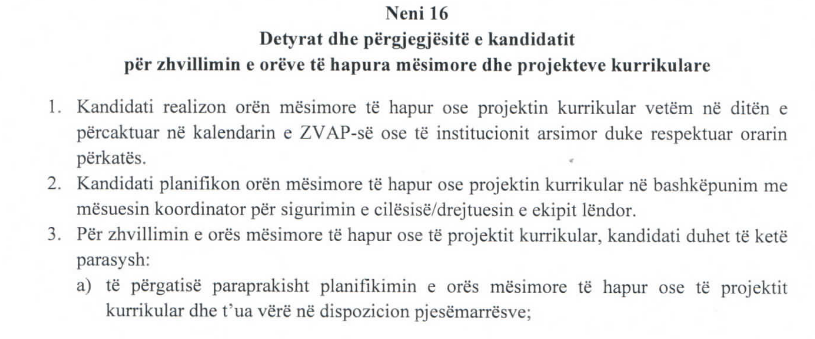 Neni 16
Detyrat dhe përgjegjësitë e kandidatit
për zhvillimin e orëve të hapura mësimore dhe projekteve kurrikulare
1. Kandidati realizon orën mësimore të hapur ose projektin kurrikular vetëm në ditën e
përcaktuar në kalendarin e ZVAP-së ose të institucionit arsimor duke respektuar orarin
përkatës.
2. Kandidati planifikon orën mësimore të hapur ose projektin kurrikular në bashkëpunim me
mësuesin koordinator për sigurimin e cilësisë/drejtuesin e ekipit lëndor.
3. Për zhvillimin e orës mësimore të hapur ose të projektit kurrikular, kandidati duhet të ketë
parasysh:
a) të përgatisë paraprakisht planifikimin e orës mësimore të hapur ose të projektit
kurrikular dhe t'ua vërë në dispozicion pjesëmarrësve;